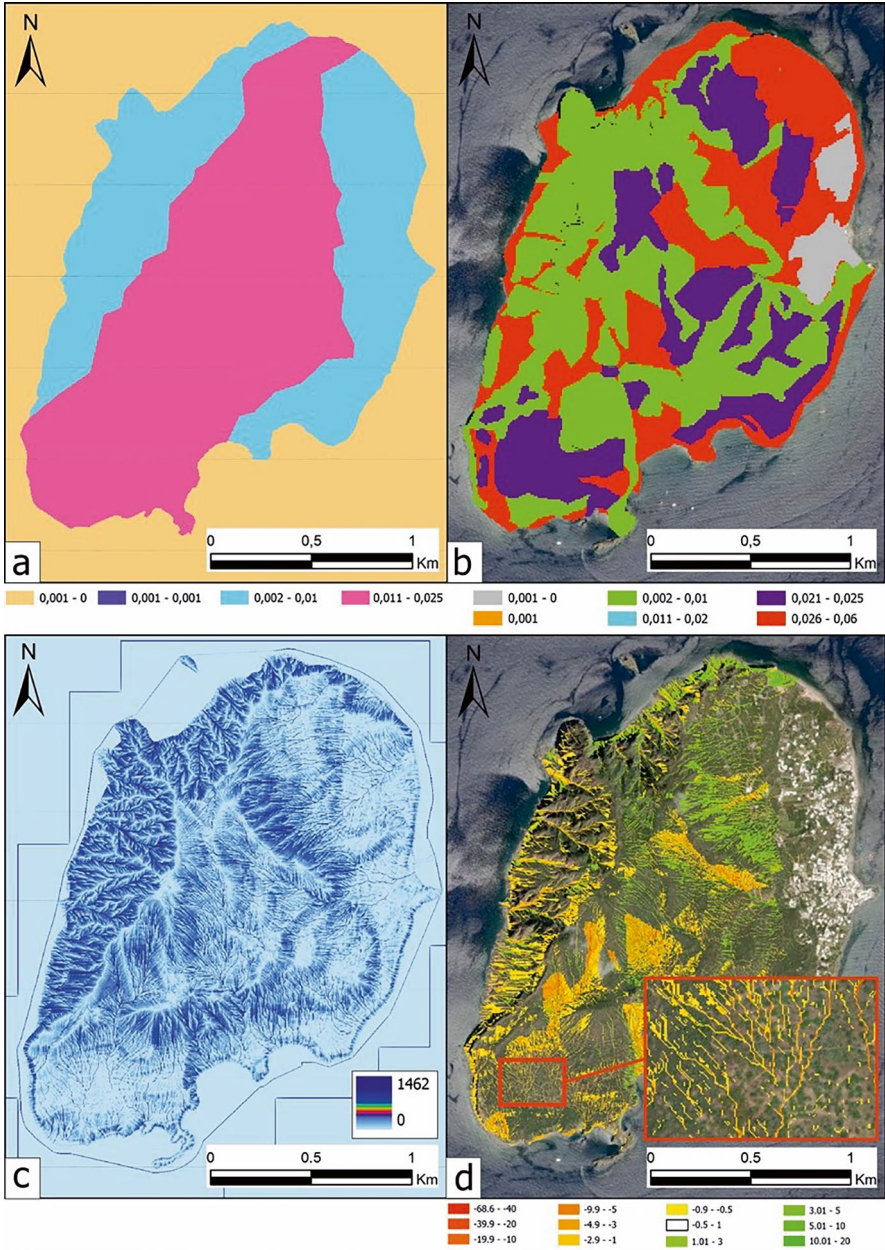 N
N
0 0,5 1
Km
a
0 0,5 1
Km
b
0,001 - 0 0,001 - 0,001 0,002 - 0,01 0,011 - 0,025
0,001 - 0 0,002 - 0,01 0,021 - 0,025
0,001 0,011 - 0,02 0,026 - 0,06
N
N
1462
0
0 0,5 1
Km
c
0 0,5 1
Km
d
-68.6 - -40 -9.9 - -5 -0.9 - -0.5 3.01 - 5
-39.9 - -20 -4.9 - -3 -0.5 - 1 5.01 - 10
-19.9 - -10 -2.9 - -1 1.01 - 3 10.01 - 20